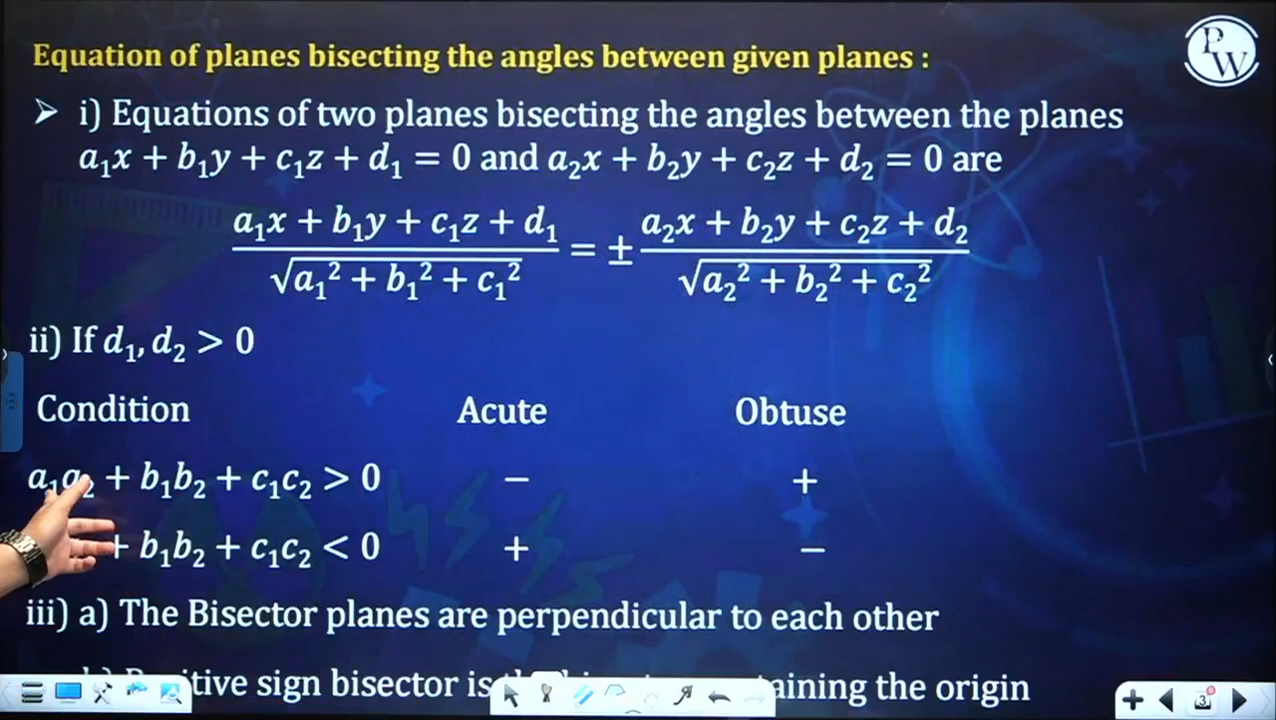 PW
Equation of planes bisecting the angles between given planes :
➤ i) Equations of two planes bisecting the angles between the planes
a₁x + b₁y + c₁z + d₁ = 0 and a₂x + b₂y + c₂z + d₂ = 0 are
(a₁x + b₁y + c₁z + d₁)/√(a₁² + b₁² + c₁²) = ± (a₂x + b₂y + c₂z + d₂)/√(a₂² + b₂² + c₂²)
ii) If d₁, d₂ > 0
Condition Acute Obtuse
a₁a₂ + b₁b₂ + c₁c₂ > 0 − +
+ b₁b₂ + c₁c₂ < 0 + −
iii) a) The Bisector planes are perpendicular to each other
sign bisector is the origin